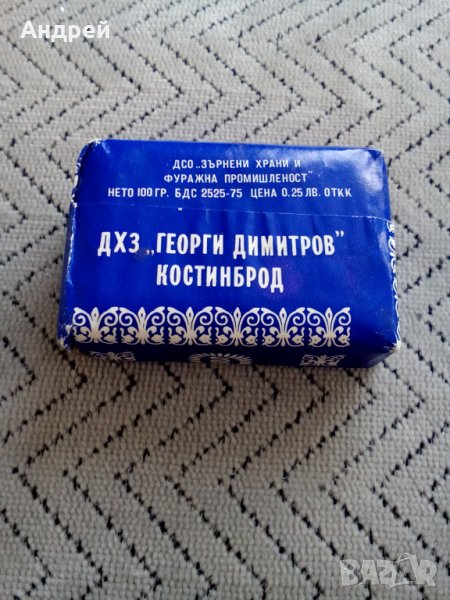 Андрей
ДСО „ЗЪРНЕНИ ХРАНИ И
ФУРАЖНА ПРОМИШЛЕНОСТ"
НЕТО 100 ГР. БДС 2525-75 ЦЕНА 0.25 ЛВ. ОТКК
ДХЗ „ГЕОРГИ ДИМИТРОВ"
КОСТИНБРОД
BAZAR